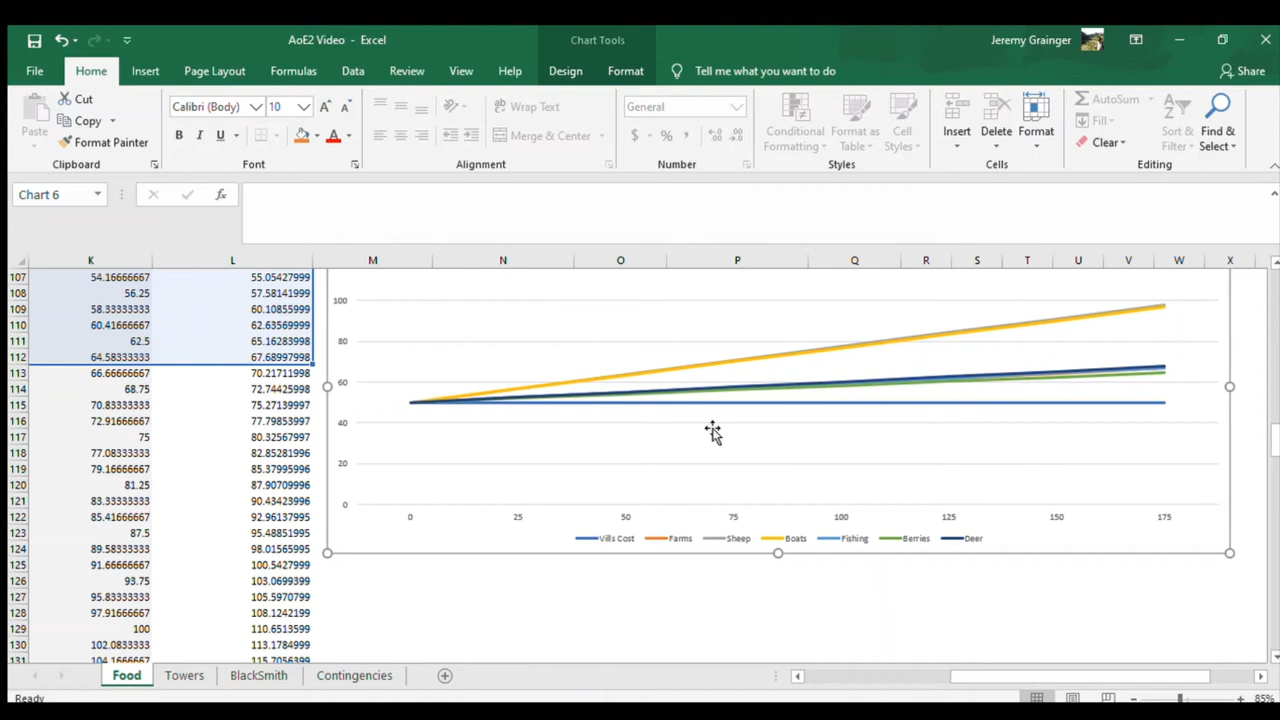 AoE2 Video - Excel
Chart Tools
Jeremy Grainger
File Home Insert Page Layout Formulas Data Review View Help Design Format Tell me what you want to do Share
Cut
Copy
Format Painter
Paste
Calibri (Body) 10
A A
B I U A
Wrap Text
Merge & Center
General
$ % ,
Conditional Formatting
Format as Table
Cell Styles
Insert
Delete
Format
AutoSum
Fill
Clear
Sort & Filter
Find & Select
Clipboard Font Alignment Number Styles Cells Editing
Chart 6 fx
K L M N O P Q R S T U V W X
107 54.16666667 55.05427999
108 56.25 57.58141999
109 58.33333333 60.10855999
110 60.41666667 62.63569999
111 62.5 65.16283998
112 64.58333333 67.68997998
113 66.66666667 70.21711998
114 68.75 72.74425998
115 70.83333333 75.27139997
116 72.91666667 77.79853997
117 75 80.32567997
118 77.08333333 82.85281996
119 79.16666667 85.37995996
120 81.25 87.90709996
121 83.33333333 90.43423996
122 85.41666667 92.96137995
123 87.5 95.48851995
124 89.58333333 98.01565995
125 91.66666667 100.5427999
126 93.75 103.0699399
127 95.83333333 105.5970799
128 97.91666667 108.1242199
129 100 110.6513599
130 102.0833333 113.1784999
131 104.1666667 115.7056399
100
80
60
40
20
0
0 25 50 75 100 125 150 175
Vills Cost Farms Sheep Boats Fishing Berries Deer
Food Towers BlackSmith Contingencies
Ready
85%